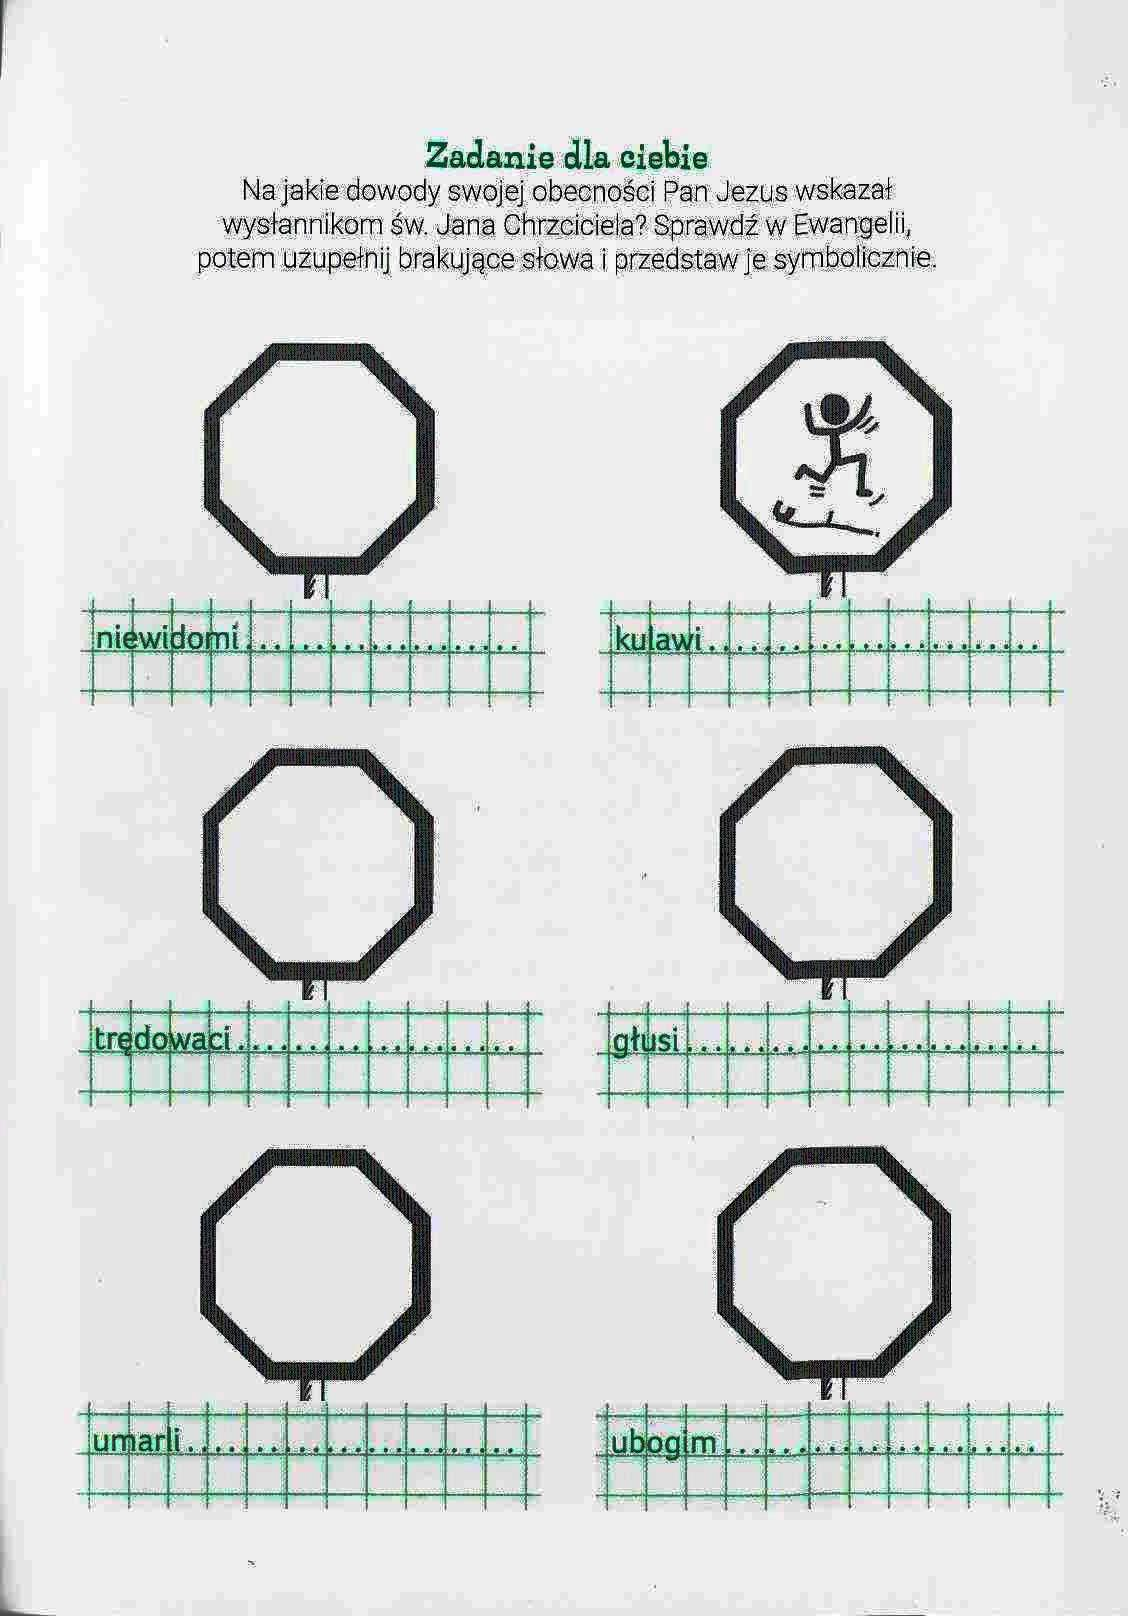 Zadanie dla ciebie
Na jakie dowody swojej obecności Pan Jezus wskazał
wysłannikom św. Jana Chrzciciela? Sprawdź w Ewangelii,
potem uzupełnij brakujące słowa i przedstaw je symbolicznie.
niewidomi ....................
kulawi ........................
trędowaci ....................
głusi .........................
umarli ........................
ubogim ......................